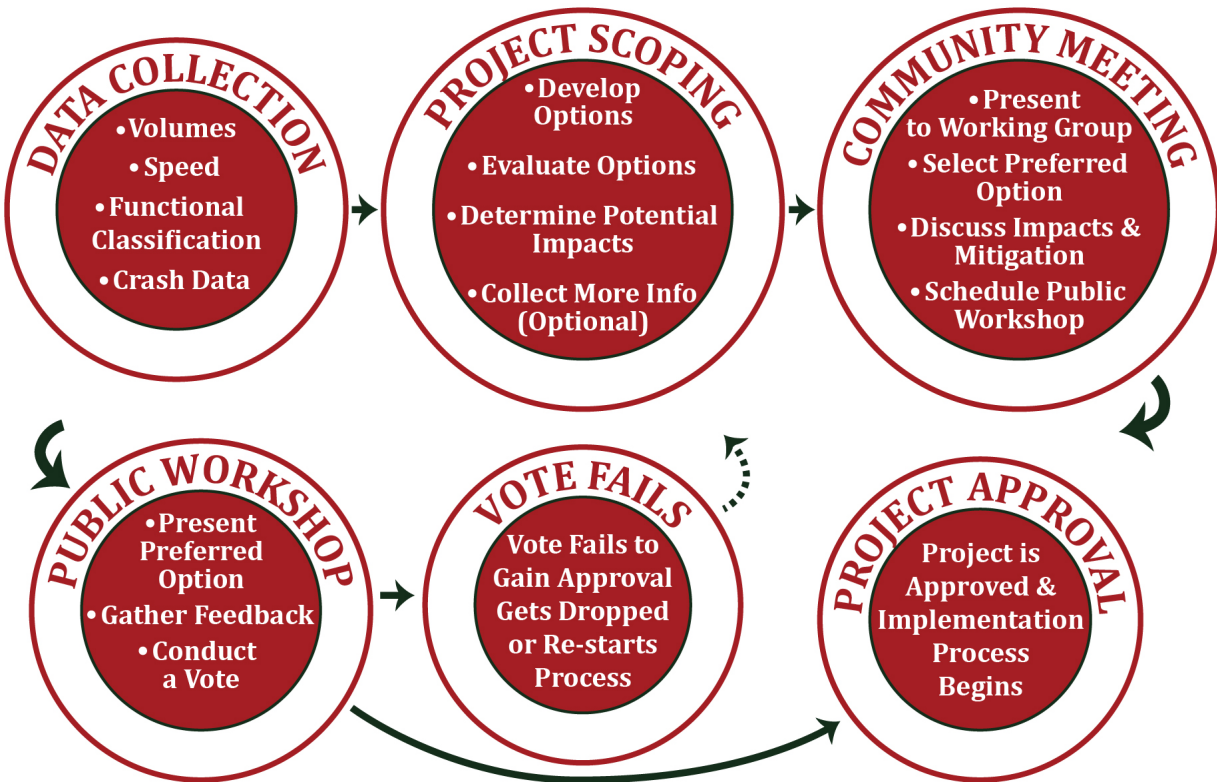 DATA COLLECTION
• Volumes
• Speed
• Functional
Classification
• Crash Data
PROJECT SCOPING
• Develop
Options
• Evaluate Options
• Determine Potential
Impacts
• Collect More Info
(Optional)
COMMUNITY MEETING
• Present
to Working Group
• Select Preferred
Option
• Discuss Impacts &
Mitigation
• Schedule Public
Workshop
PUBLIC WORKSHOP
• Present
Preferred
Option
• Gather Feedback
• Conduct
a Vote
VOTE FAILS
Vote Fails to
Gain Approval
Gets Dropped
or Re-starts
Process
PROJECT APPROVAL
Project is
Approved &
Implementation
Process
Begins